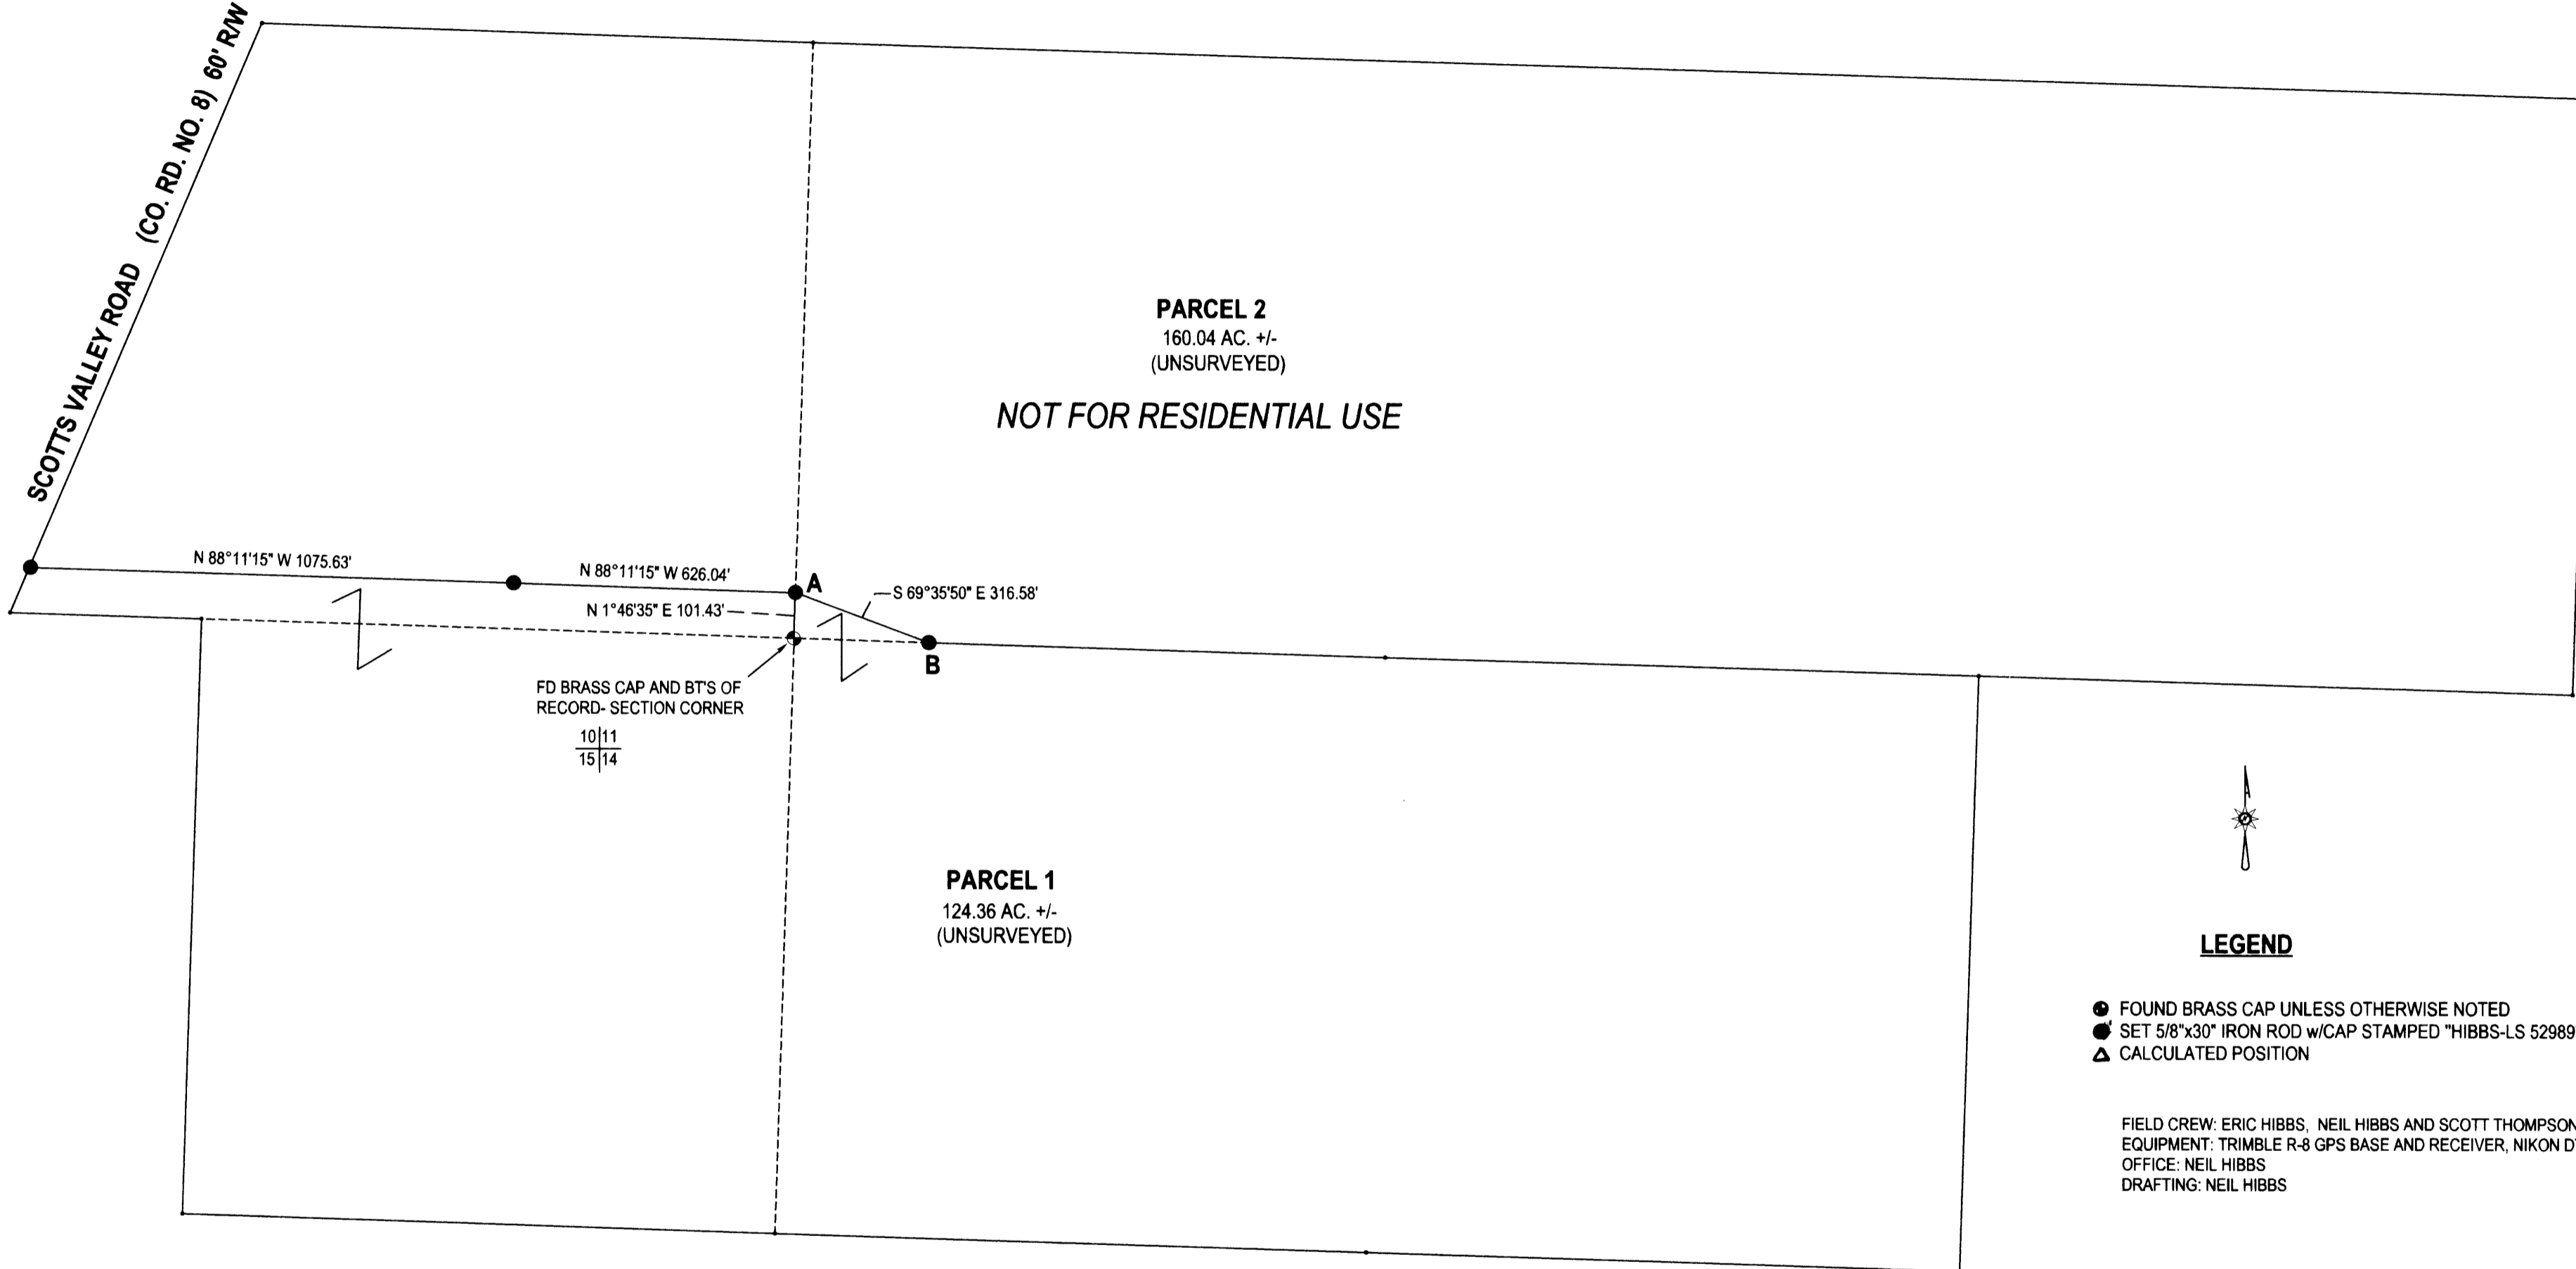 SCOTTS VALLEY ROAD (CO. RD. NO. 8) 60' R/W
PARCEL 2
160.04 AC. +/-
(UNSURVEYED)
NOT FOR RESIDENTIAL USE
N 88°11'15" W 1075.63'
N 88°11'15" W 626.04'
A
S 69°35'50" E 316.58'
N 1°46'35" E 101.43'
B
FD BRASS CAP AND BT'S OF
RECORD- SECTION CORNER
10 11
15 14
PARCEL 1
124.36 AC. +/-
(UNSURVEYED)
LEGEND
FOUND BRASS CAP UNLESS OTHERWISE NOTED
SET 5/8"x30" IRON ROD w/CAP STAMPED "HIBBS-LS 52989
CALCULATED POSITION
FIELD CREW: ERIC HIBBS, NEIL HIBBS AND SCOTT THOMPSON
EQUIPMENT: TRIMBLE R-8 GPS BASE AND RECEIVER, NIKON D
OFFICE: NEIL HIBBS
DRAFTING: NEIL HIBBS